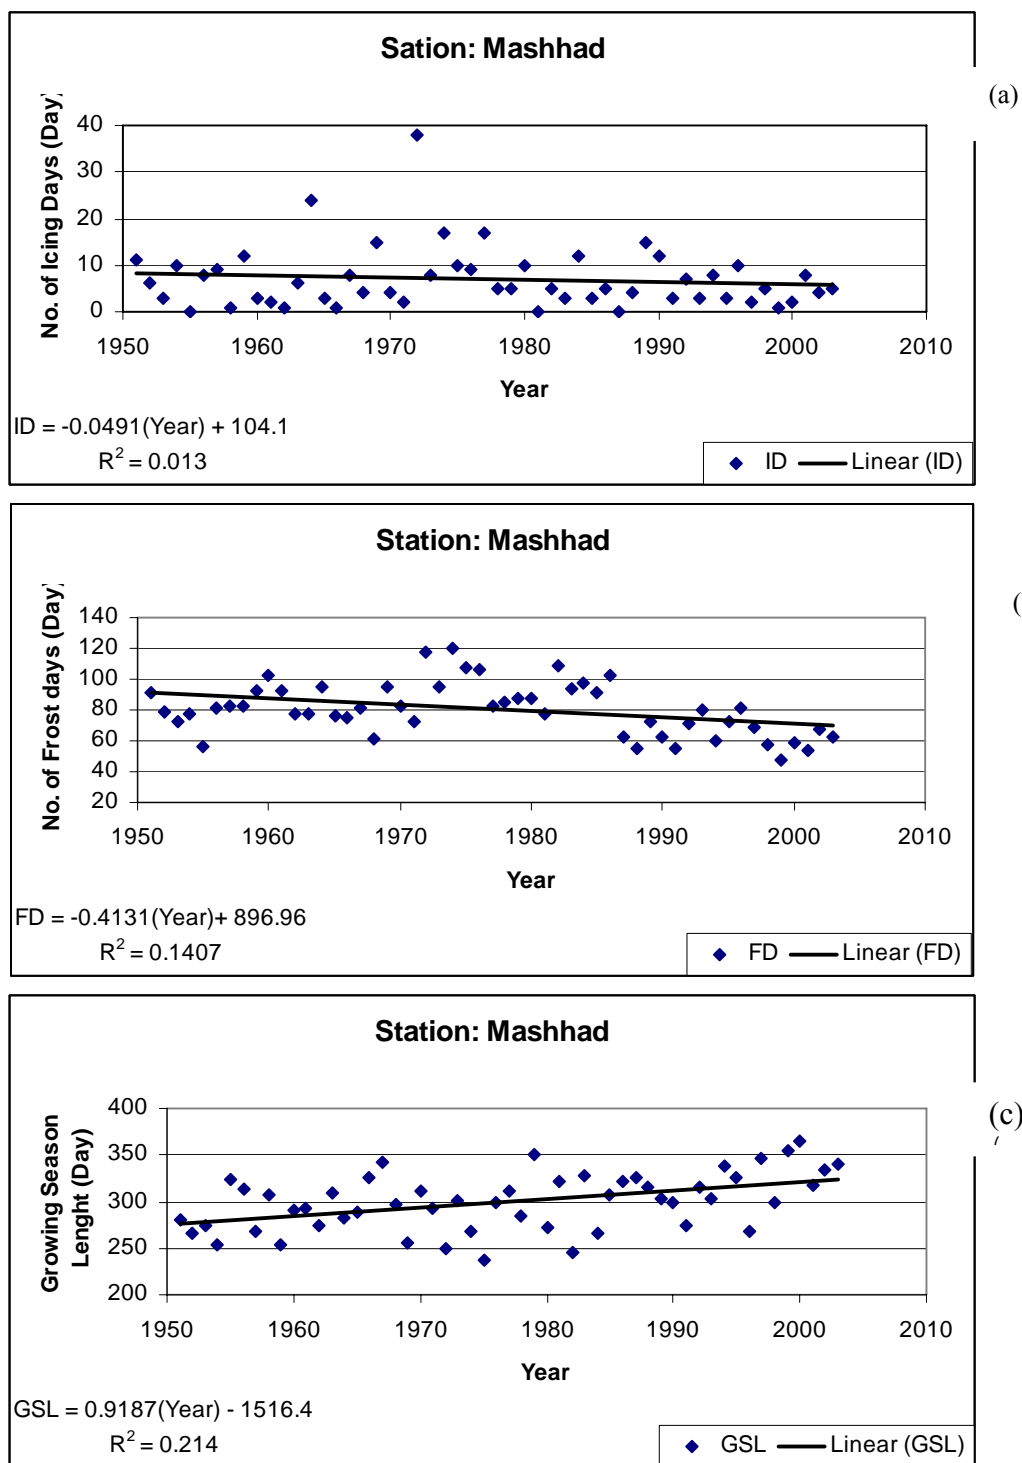 Sation: Mashhad
(a)
No. of Icing Days (Day)
40
30
20
10
0
1950 1960 1970 1980 1990 2000 2010
Year
ID = -0.0491(Year) + 104.1
R² = 0.013
ID Linear (ID)
Station: Mashhad
(
No. of Frost days (Day)
140
120
100
80
60
40
20
1950 1960 1970 1980 1990 2000 2010
Year
FD = -0.4131(Year)+ 896.96
R² = 0.1407
FD Linear (FD)
Station: Mashhad
(c)
Growing Season
Lenght (Day)
400
350
300
250
200
1950 1960 1970 1980 1990 2000 2010
Year
GSL = 0.9187(Year) - 1516.4
R² = 0.214
GSL Linear (GSL)